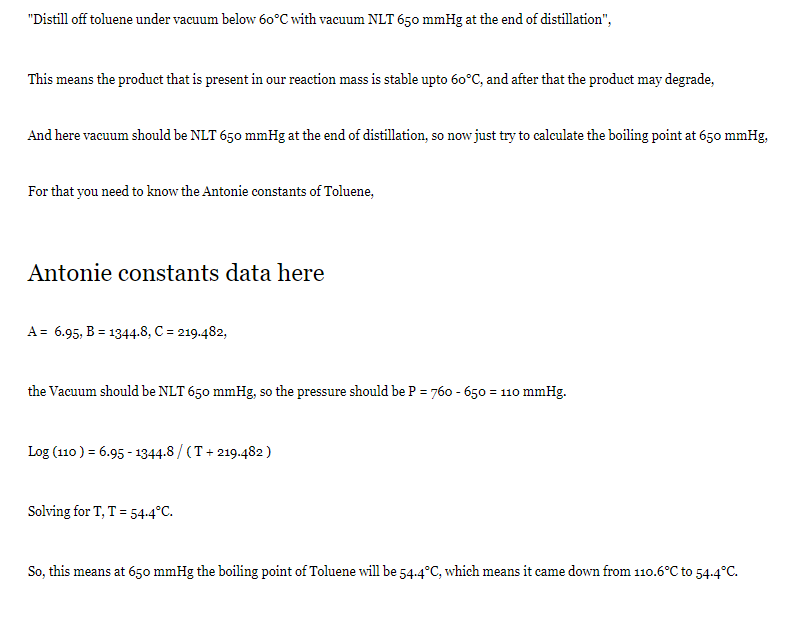 "Distill off toluene under vacuum below 60°C with vacuum NLT 650 mmHg at the end of distillation",
This means the product that is present in our reaction mass is stable upto 60°C, and after that the product may degrade,
And here vacuum should be NLT 650 mmHg at the end of distillation, so now just try to calculate the boiling point at 650 mmHg,
For that you need to know the Antonie constants of Toluene,
Antonie constants data here
A = 6.95, B = 1344.8, C = 219.482,
the Vacuum should be NLT 650 mmHg, so the pressure should be P = 760 - 650 = 110 mmHg.
Log (110 ) = 6.95 - 1344.8 / ( T + 219.482 )
Solving for T, T = 54.4°C.
So, this means at 650 mmHg the boiling point of Toluene will be 54.4°C, which means it came down from 110.6°C to 54.4°C.